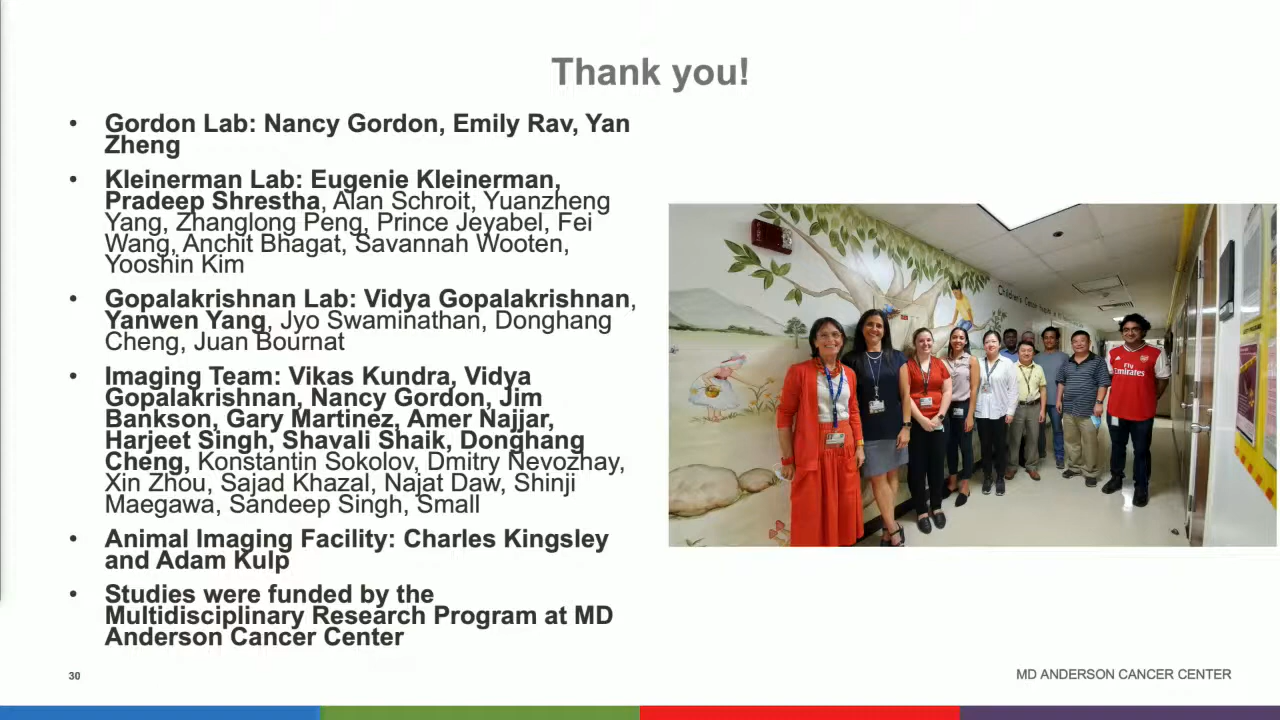 Thank you!
• Gordon Lab: Nancy Gordon, Emily Rav, Yan
Zheng
• Kleinerman Lab: Eugenie Kleinerman,
Pradeep Shrestha, Alan Schroit, Yuanzheng
Yang, Zhanglong Peng, Prince Jeyabel, Fei
Wang, Anchit Bhagat, Savannah Wooten,
Yooshin Kim
• Gopalakrishnan Lab: Vidya Gopalakrishnan,
Yanwen Yang, Jyo Swaminathan, Donghang
Cheng, Juan Bournat
• Imaging Team: Vikas Kundra, Vidya
Gopalakrishnan, Nancy Gordon, Jim
Bankson, Gary Martinez, Amer Najjar,
Harjeet Singh, Shavali Shaik, Donghang
Cheng, Konstantin Sokolov, Dmitry Nevozhay,
Xin Zhou, Sajad Khazal, Najat Daw, Shinji
Maegawa, Sandeep Singh, Small
• Animal Imaging Facility: Charles Kingsley
and Adam Kulp
• Studies were funded by the
Multidisciplinary Research Program at MD
Anderson Cancer Center
Children's Cancer
Fly
Emirates
30
MD ANDERSON CANCER CENTER